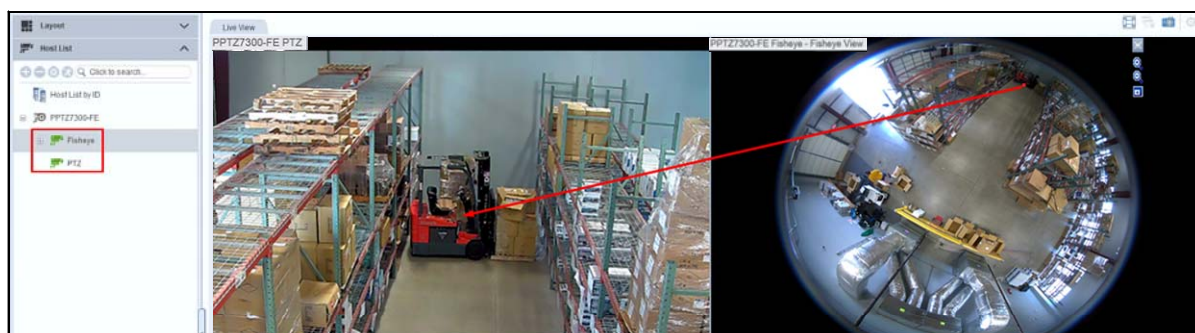 Layout
Host List
Click to search...
Host List by ID
PPTZ7300-FE
Fisheye
PTZ
Live View
PPTZ7300-FE PTZ
PPTZ7300-FE Fisheye - Fisheye View